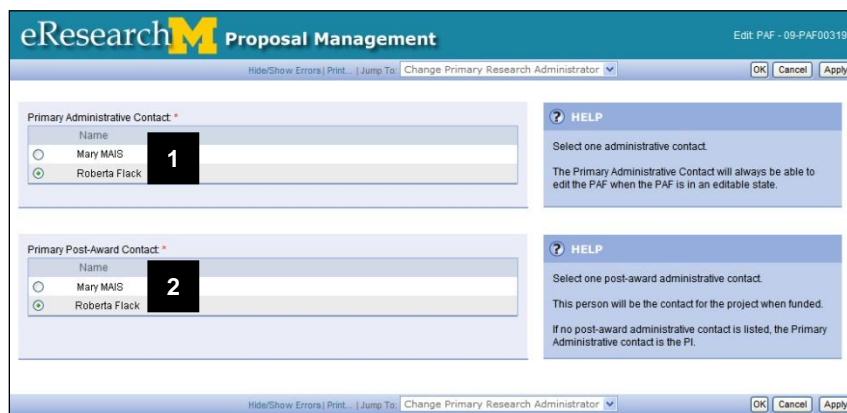 eResearch M Proposal Management
Edit: PAF - 09-PAF00319
Hide/Show Errors | Print... | Jump To: Change Primary Research Administrator
OK Cancel Apply
Primary Administrative Contact: *
Name
Mary MAIS
Roberta Flack
1
? HELP
Select one administrative contact.
The Primary Administrative Contact will always be able to
edit the PAF when the PAF is in an editable state.
Primary Post-Award Contact: *
Name
Mary MAIS
Roberta Flack
2
? HELP
Select one post-award administrative contact.
This person will be the contact for the project when funded.
If no post-award administrative contact is listed, the Primary
Administrative contact is the PI.
Hide/Show Errors | Print... | Jump To: Change Primary Research Administrator
OK Cancel Apply